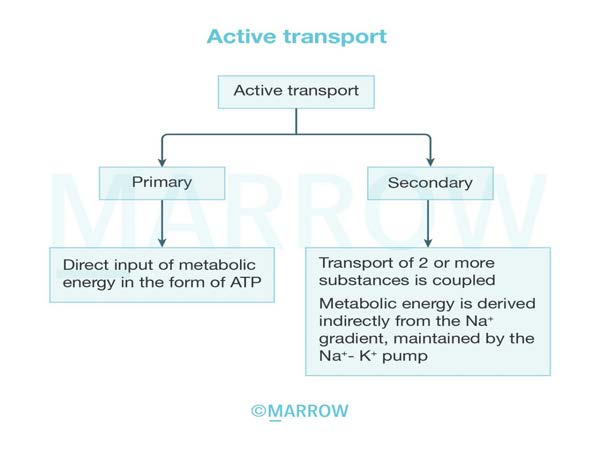 Active transport
Active transport
Primary
Secondary
Direct input of metabolic
energy in the form of ATP
Transport of 2 or more
substances is coupled
Metabolic energy is derived
indirectly from the Na⁺
gradient, maintained by the
Na⁺- K⁺ pump
MARROW
©MARROW